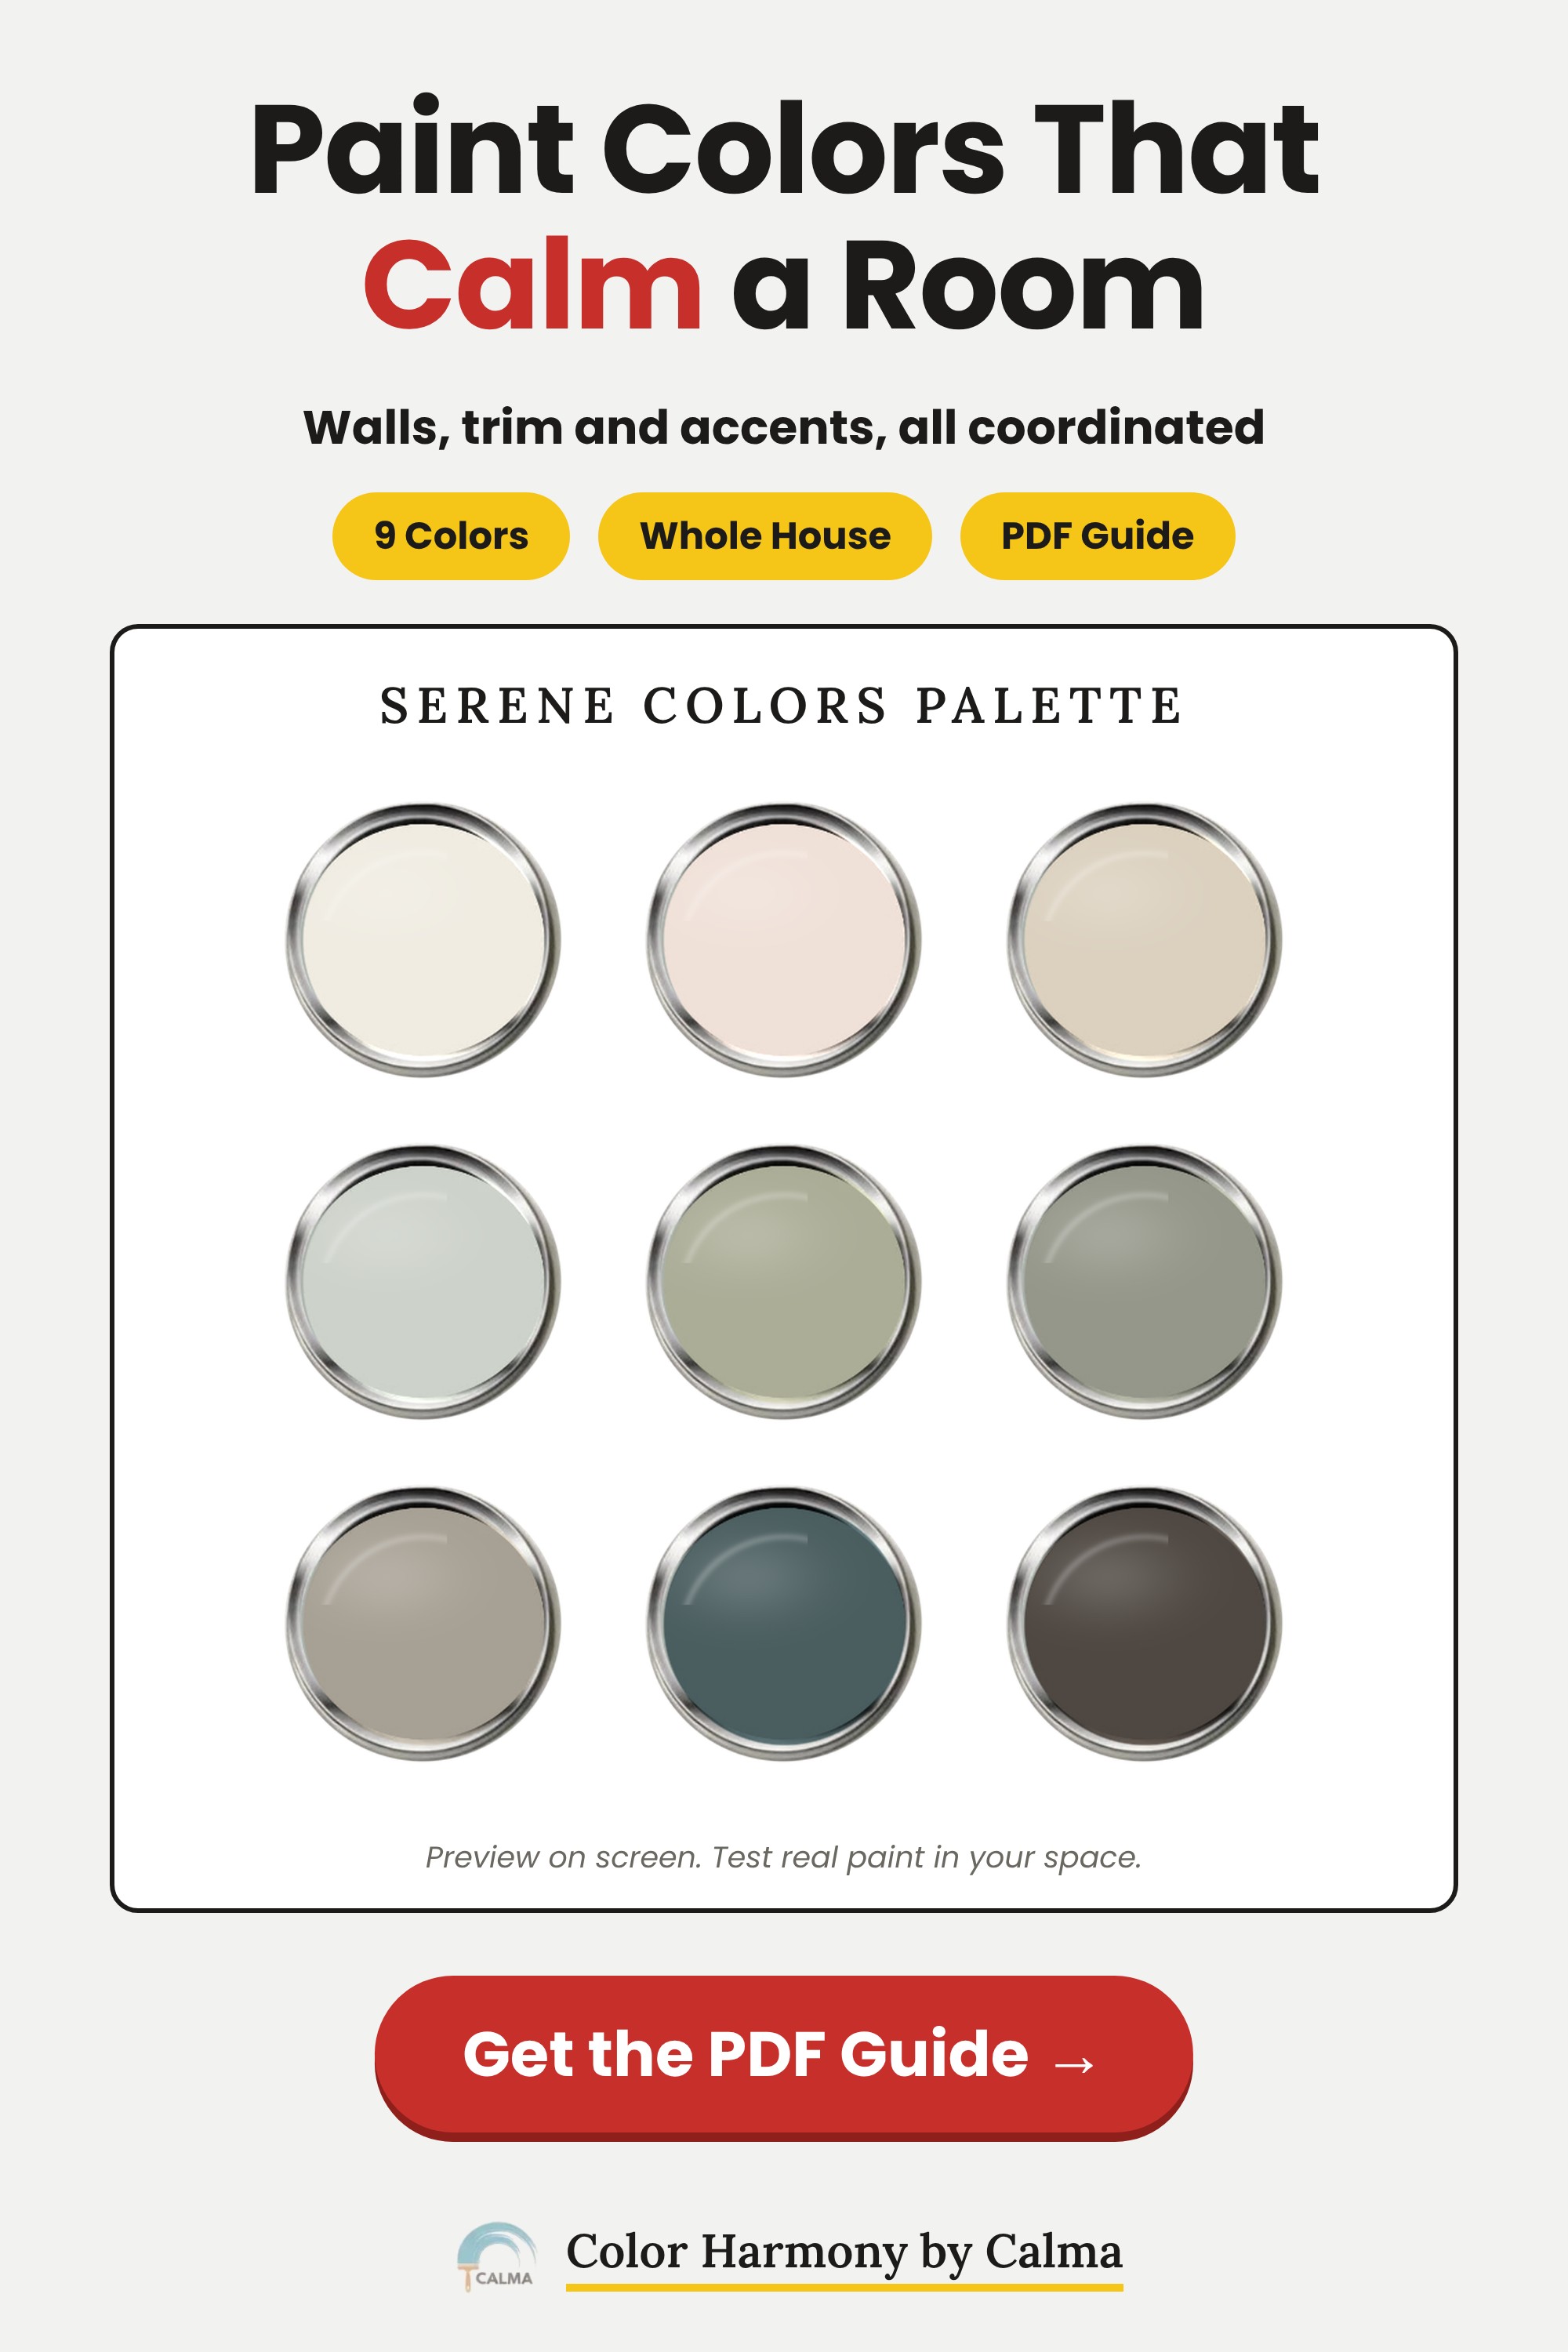 Paint Colors That
Calm a Room
Walls, trim and accents, all coordinated
9 Colors
Whole House
PDF Guide
SERENE COLORS PALETTE
Preview on screen. Test real paint in your space.
Get the PDF Guide →
CALMA
Color Harmony by Calma